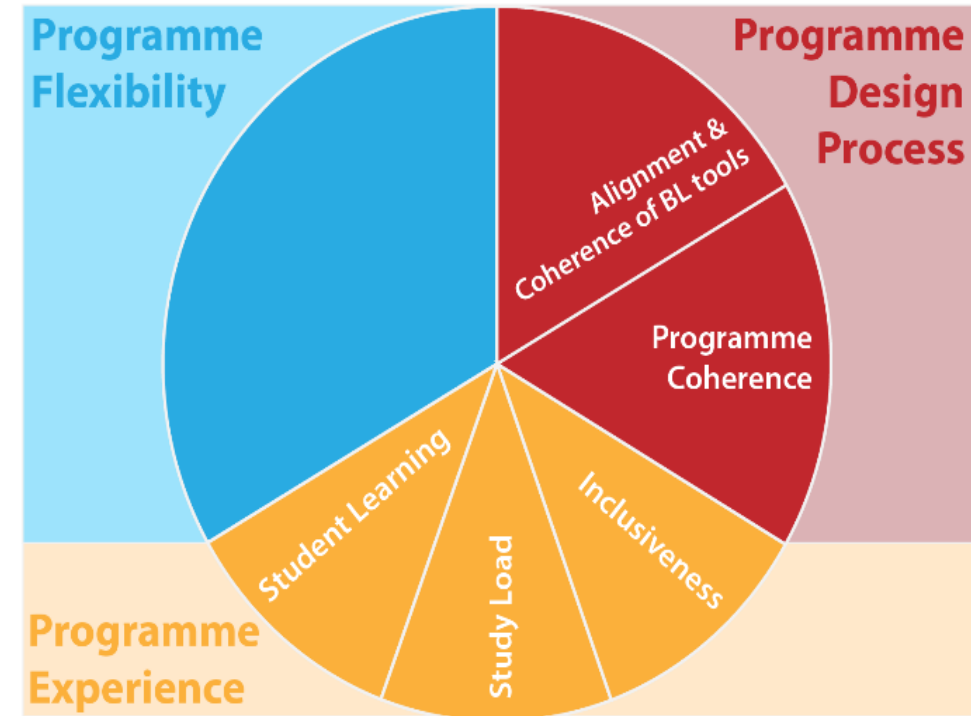 Programme
Flexibility
Programme
Design
Process
Alignment &
Coherence of BL tools
Programme
Coherence
Inclusiveness
Study Load
Student Learning
Programme
Experience